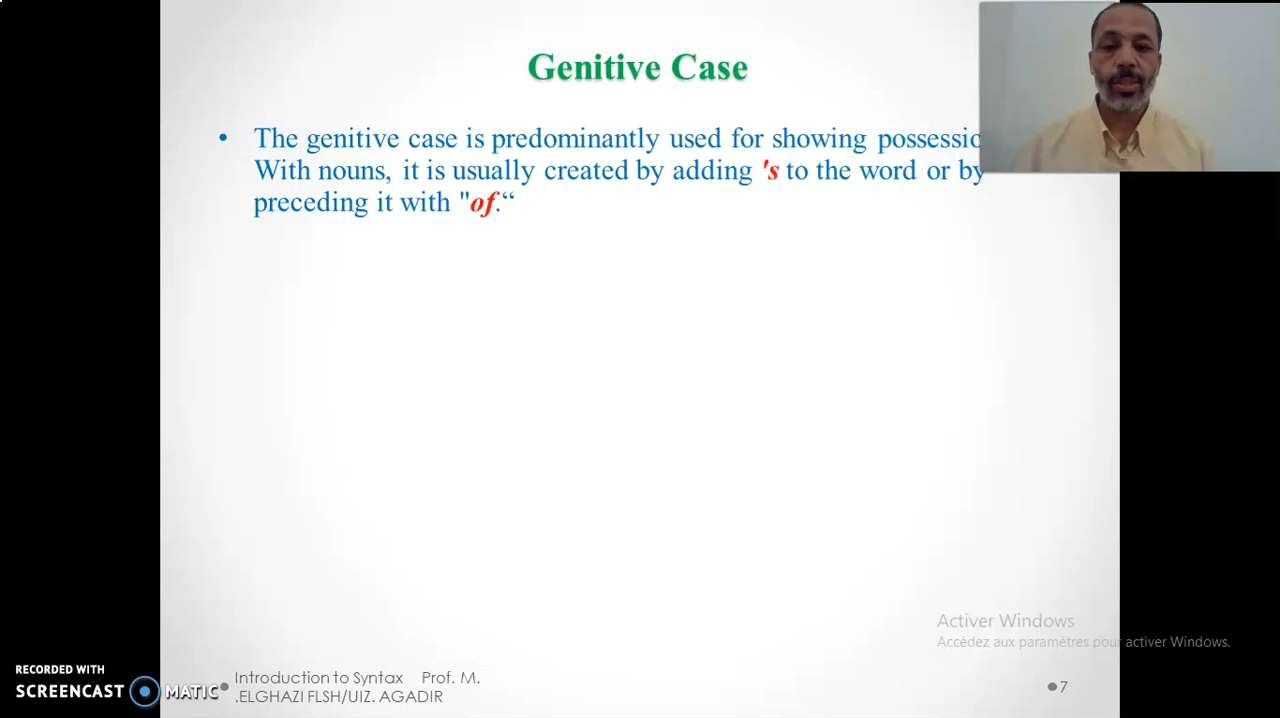 Genitive Case
• The genitive case is predominantly used for showing possessio
With nouns, it is usually created by adding 's to the word or by
preceding it with "of.“
Activer Windows
Accédez aux paramètres pour activer Windows.
RECORDED WITH
SCREENCAST MATIC
Introduction to Syntax Prof. M.
.ELGHAZI FLSH/UIZ. AGADIR
7